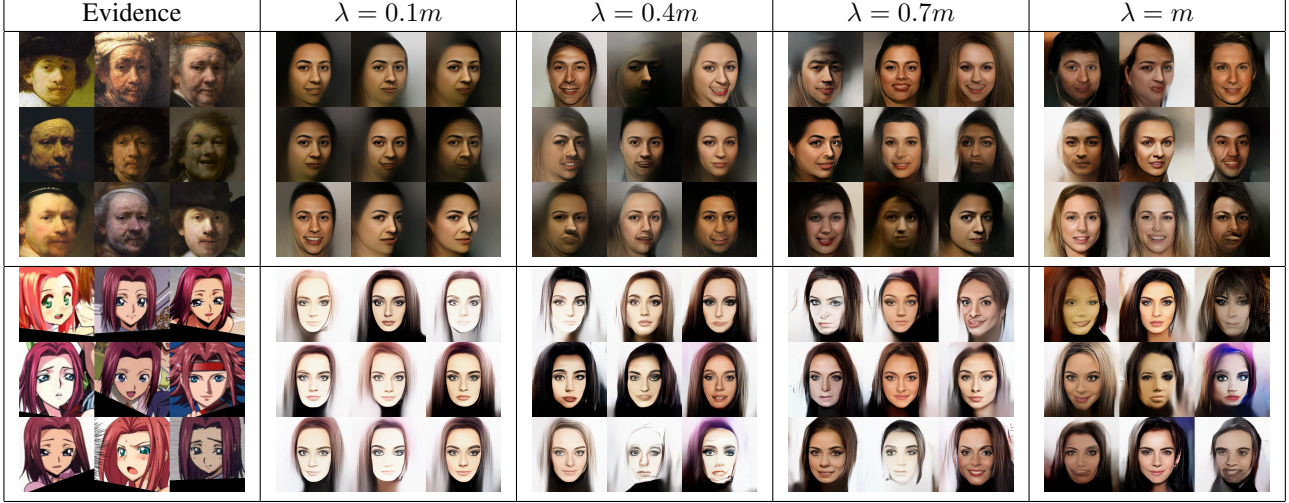 Evidence
λ = 0.1m
λ = 0.4m
λ = 0.7m
λ = m